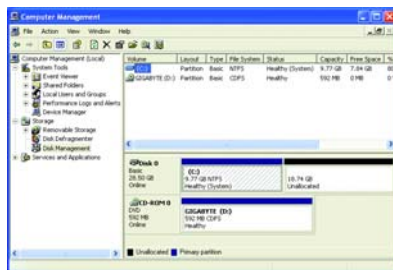 Computer Management
File Action View Window Help
Computer Management (Local)
System Tools
Event Viewer
Shared Folders
Local Users and Groups
Performance Logs and Alerts
Device Manager
Storage
Removable Storage
Disk Defragmenter
Disk Management
Services and Applications
Volume Layout Type File System Status Capacity Free Space %
(C:) Partition Basic NTFS Healthy (System) 9.77 GB 7.84 GB
GIGABYTE (D:) Partition Basic CDFS Healthy 592 MB 0 MB
Disk 0
Basic
28.50 GB
Online
(C:)
9.77 GB NTFS
Healthy (System)
18.74 GB
Unallocated
CD-ROM 0
DVD
592 MB
Online
GIGABYTE (D:)
592 MB CDFS
Healthy
Unallocated Primary partition